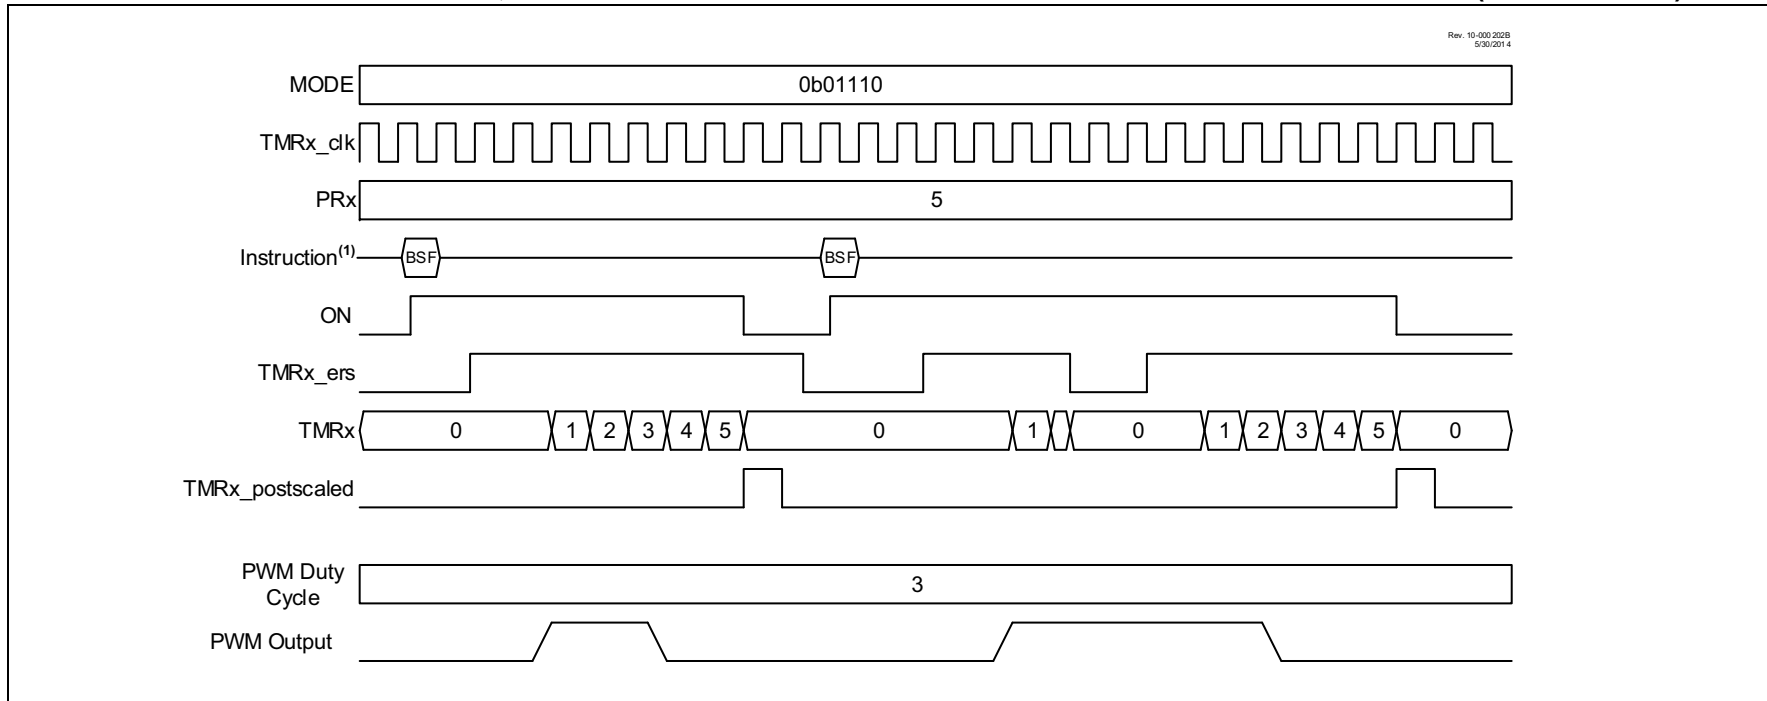 Rev. 10-000202B
5/30/2014
MODE 0b01110
TMRx_clk
PRx 5
Instruction(1) BSF BSF
ON
TMRx_ers
TMRx 0 1 2 3 4 5 0 1 0 1 2 3 4 5 0
TMRx_postscaled
PWM Duty
Cycle 3
PWM Output